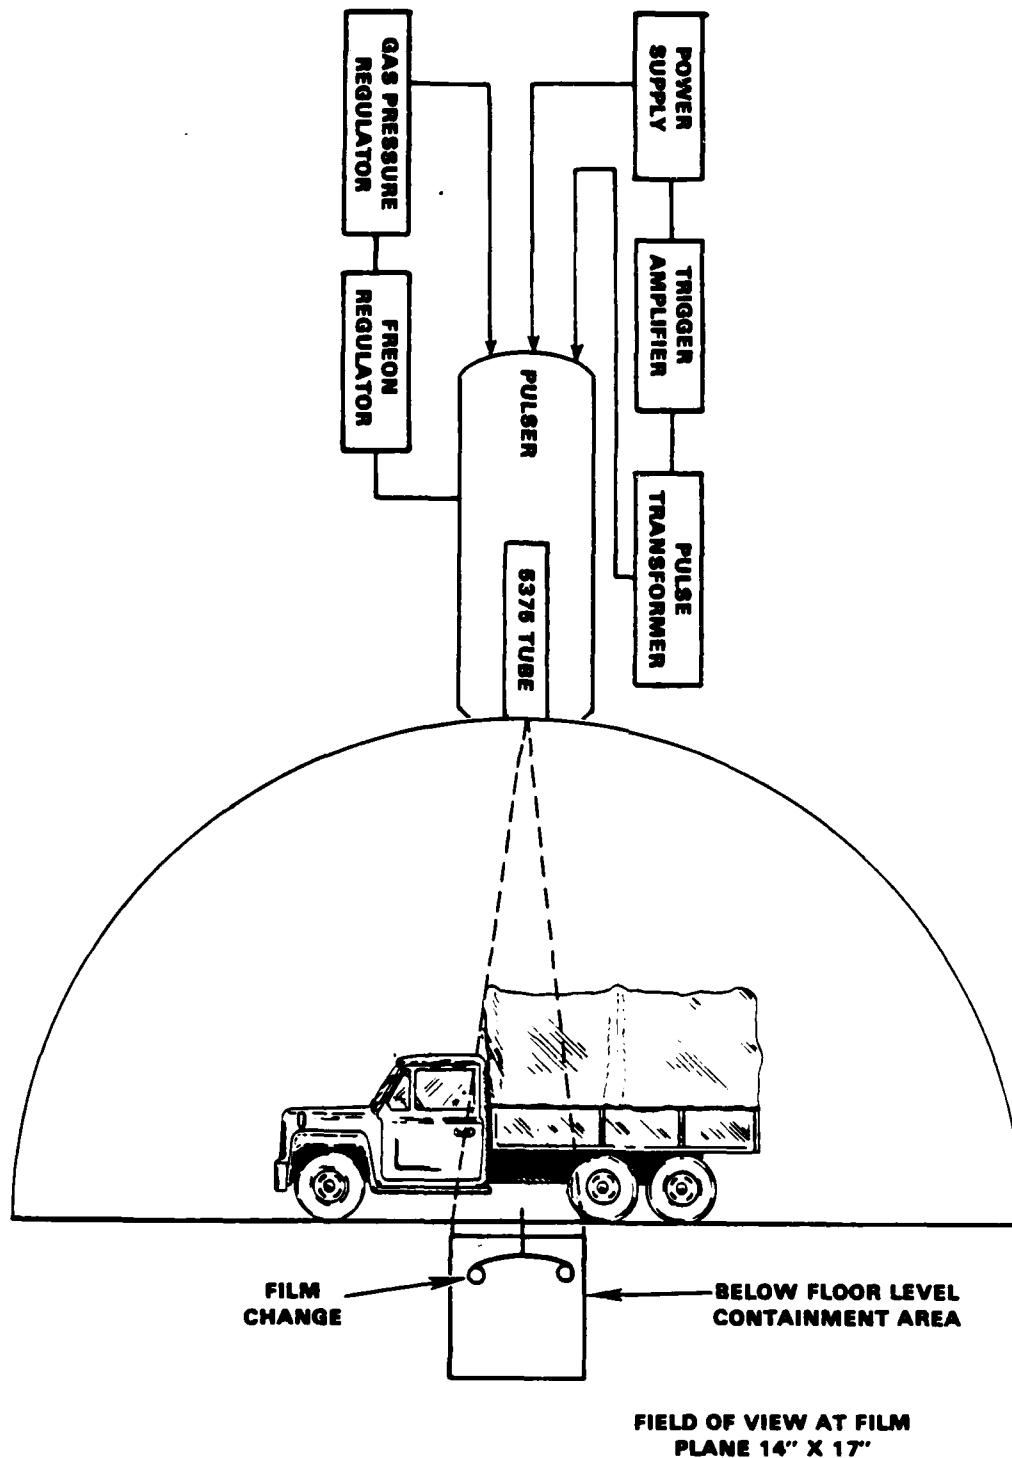 GAS PRESSURE
REGULATOR
POWER
SUPPLY
TRIGGER
AMPLIFIER
FREON
REGULATOR
PULSER
PULSE
TRANSFORMER
5375 TUBE
FILM
CHANGE
BELOW FLOOR LEVEL
CONTAINMENT AREA
FIELD OF VIEW AT FILM
PLANE 14" X 17"